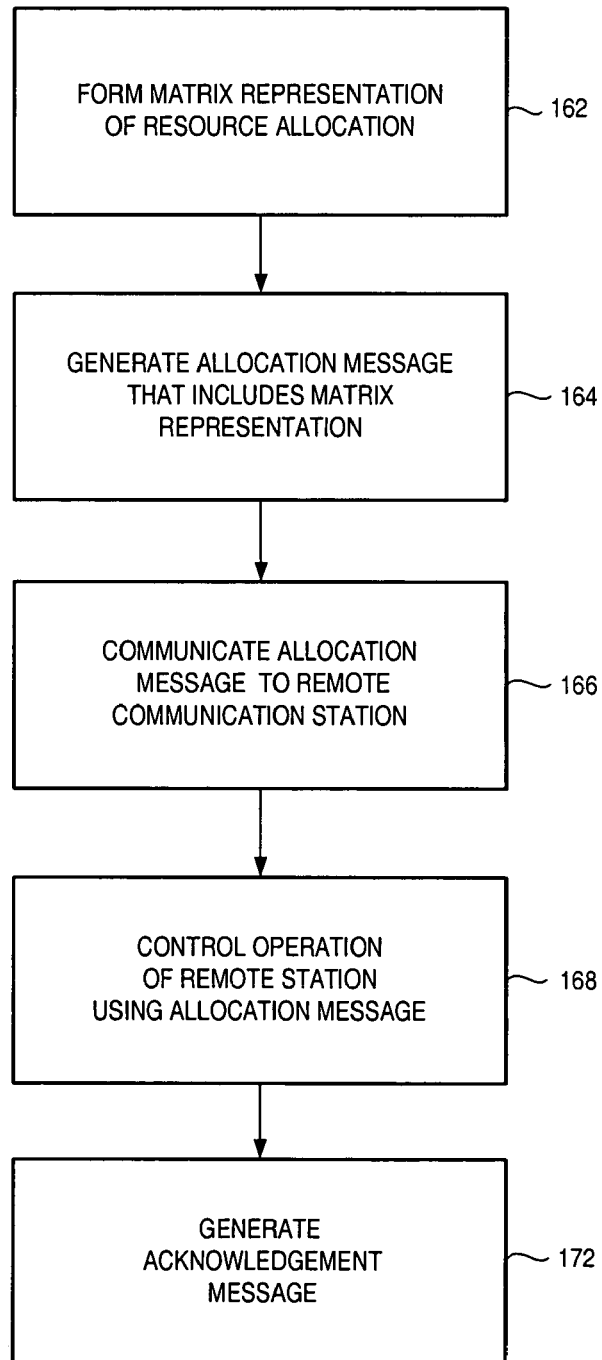 FORM MATRIX REPRESENTATION
OF RESOURCE ALLOCATION
162
GENERATE ALLOCATION MESSAGE
THAT INCLUDES MATRIX
REPRESENTATION
164
COMMUNICATE ALLOCATION
MESSAGE TO REMOTE
COMMUNICATION STATION
166
CONTROL OPERATION
OF REMOTE STATION
USING ALLOCATION MESSAGE
168
GENERATE
ACKNOWLEDGEMENT
MESSAGE
172